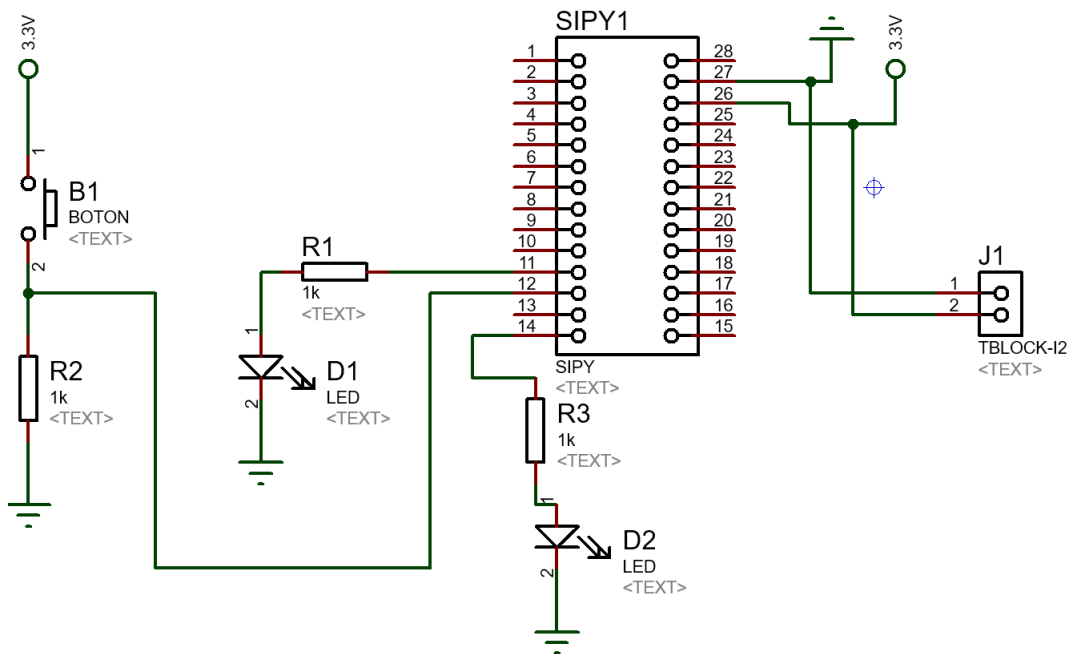 3.3V
1
B1
BOTON
<TEXT>
2
R2
1k
<TEXT>
R1
1k
<TEXT>
1
D1
LED
<TEXT>
2
SIPY1
1
2
3
4
5
6
7
8
9
10
11
12
13
14
28
27
26
25
24
23
22
21
20
19
18
17
16
15
SIPY
<TEXT>
R3
1k
<TEXT>
1
D2
LED
<TEXT>
2
3.3V
J1
1
2
TBLOCK-I2
<TEXT>